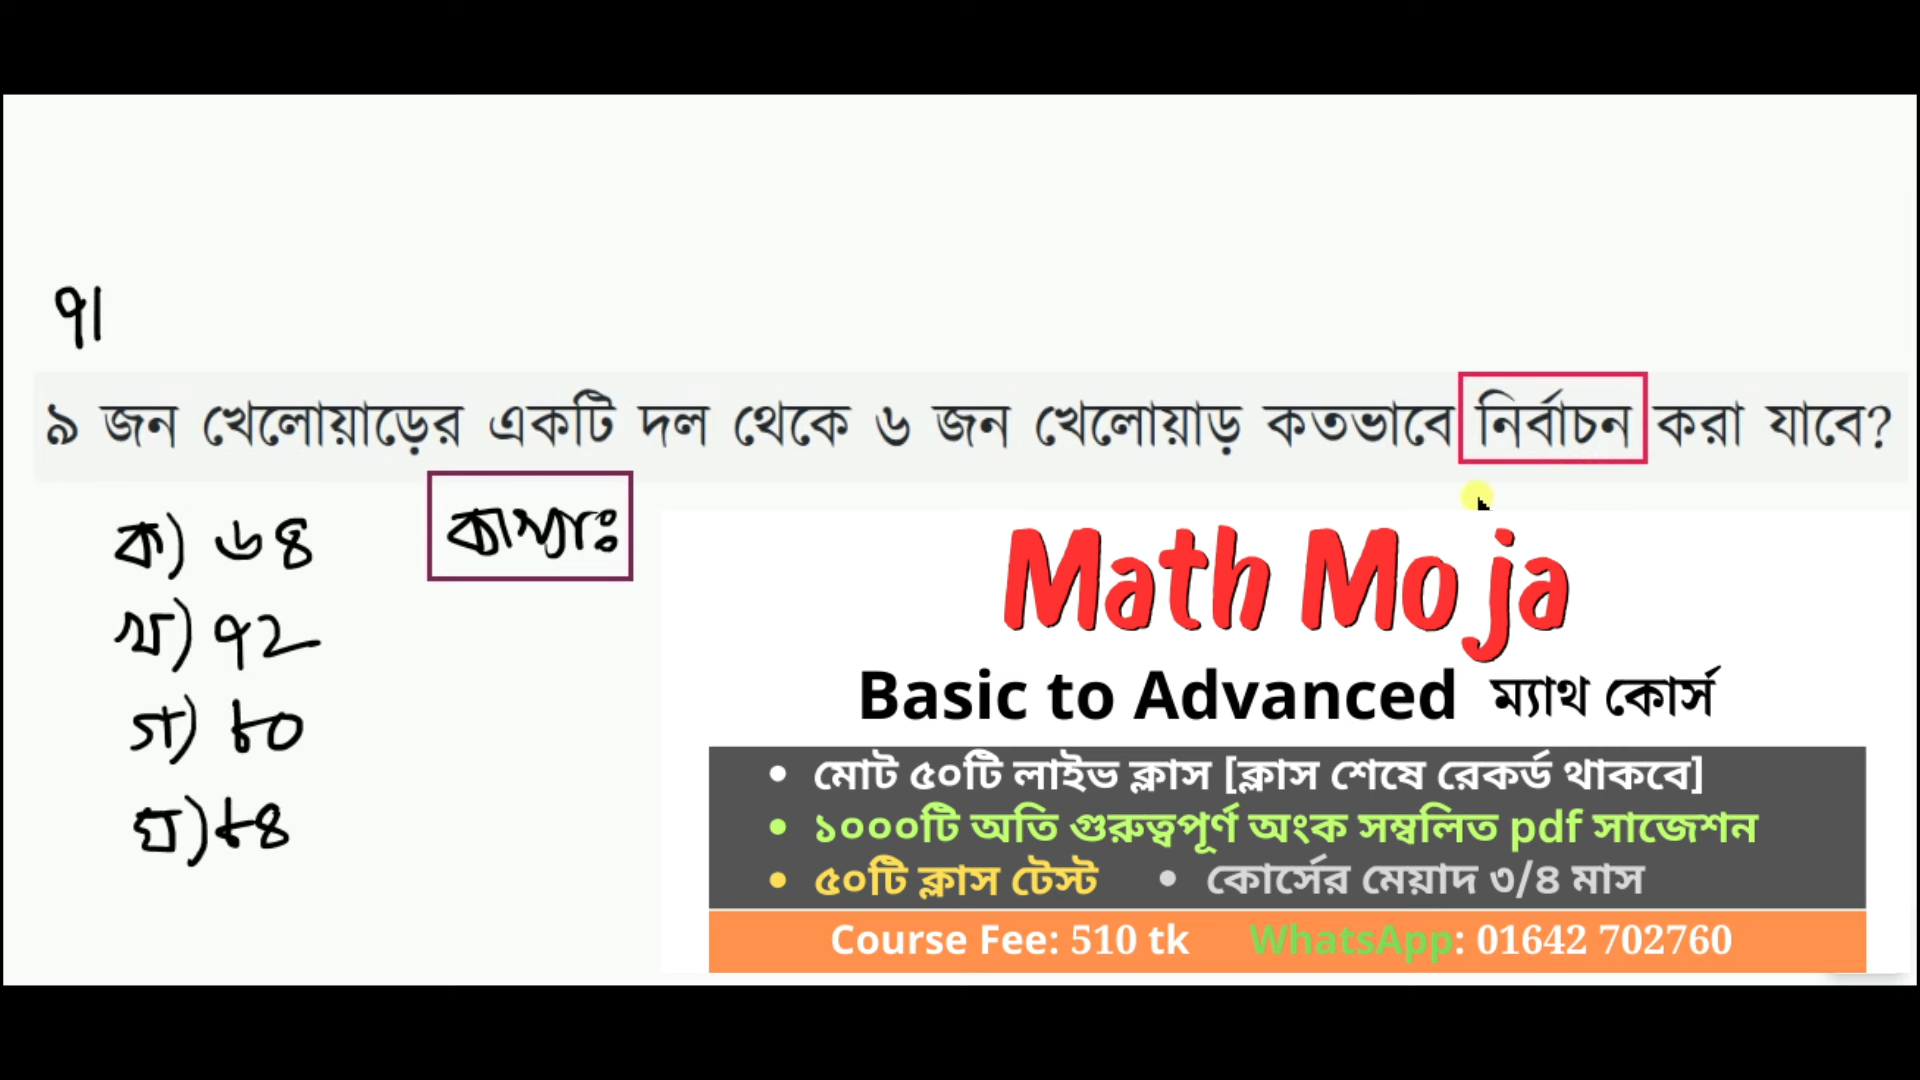 ৭।
৯ জন খেলোয়াড়ের একটি দল থেকে ৬ জন খেলোয়াড় কতভাবে নির্বাচন করা যাবে?
ক) ৬৪
খ) ৭২
গ) ৮০
ঘ) ৮৪
Math Moja
Basic to Advanced ম্যাথ কোর্স
• মোট ৫০টি লাইভ ক্লাস [ক্লাস শেষে রেকর্ড থাকবে]
• ১০০০টি অতি গুরুত্বপূর্ণ অংক সম্বলিত pdf সাজেশন
• ৫০টি ক্লাস টেস্ট • কোর্সের মেয়াদ ৩/৪ মাস
Course Fee: 510 tk WhatsApp: 01642 702760